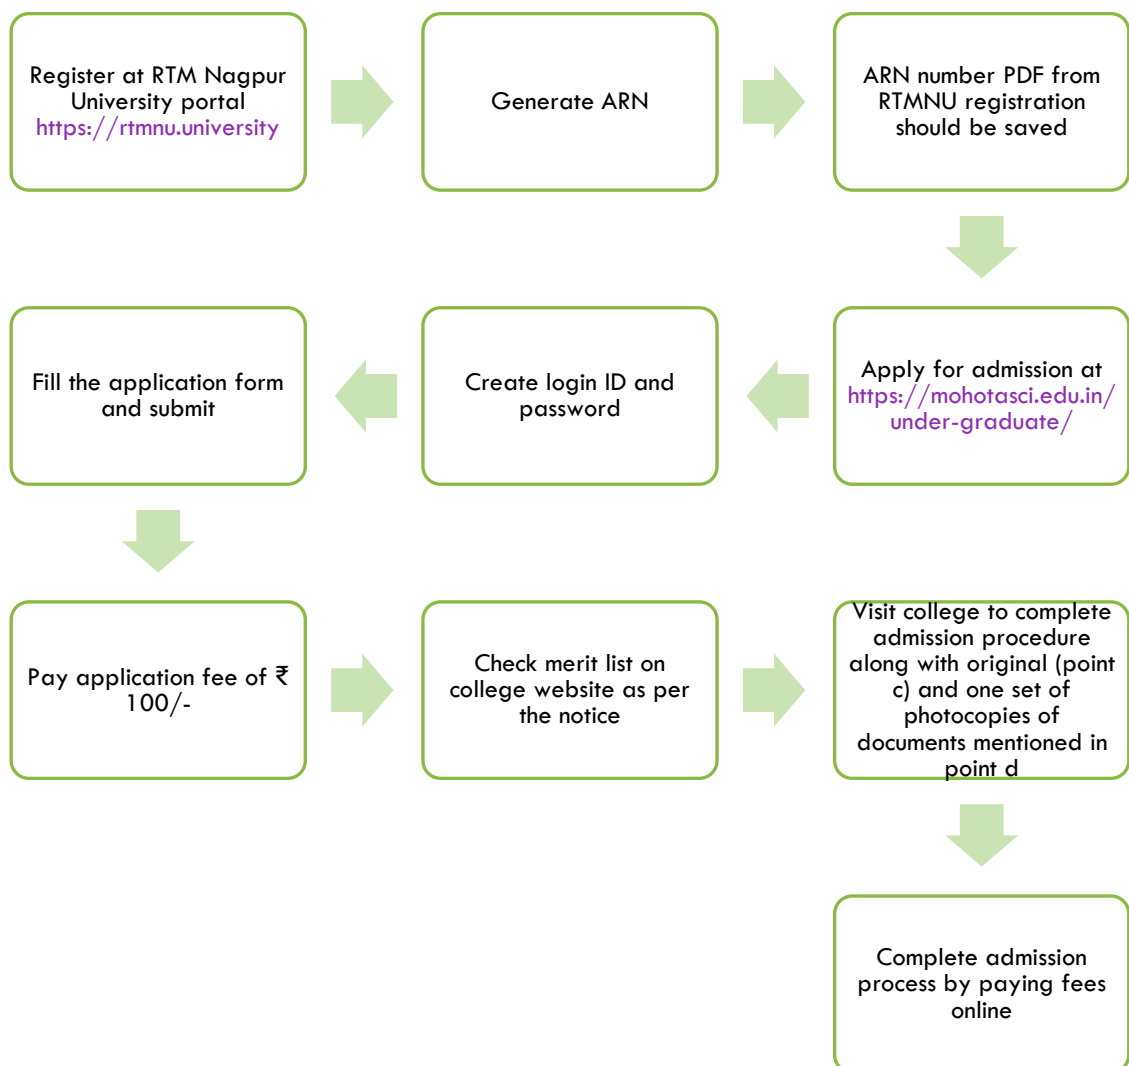 Register at RTM Nagpur
University portal
https://rtmnu.university
Generate ARN
ARN number PDF from
RTMNU registration
should be saved
Apply for admission at
https://mohotasci.edu.in/
under-graduate/
Create login ID and
password
Fill the application form
and submit
Pay application fee of ₹
100/-
Check merit list on
college website as per
the notice
Visit college to complete
admission procedure
along with original (point
c) and one set of
photocopies of
documents mentioned in
point d
Complete admission
process by paying fees
online